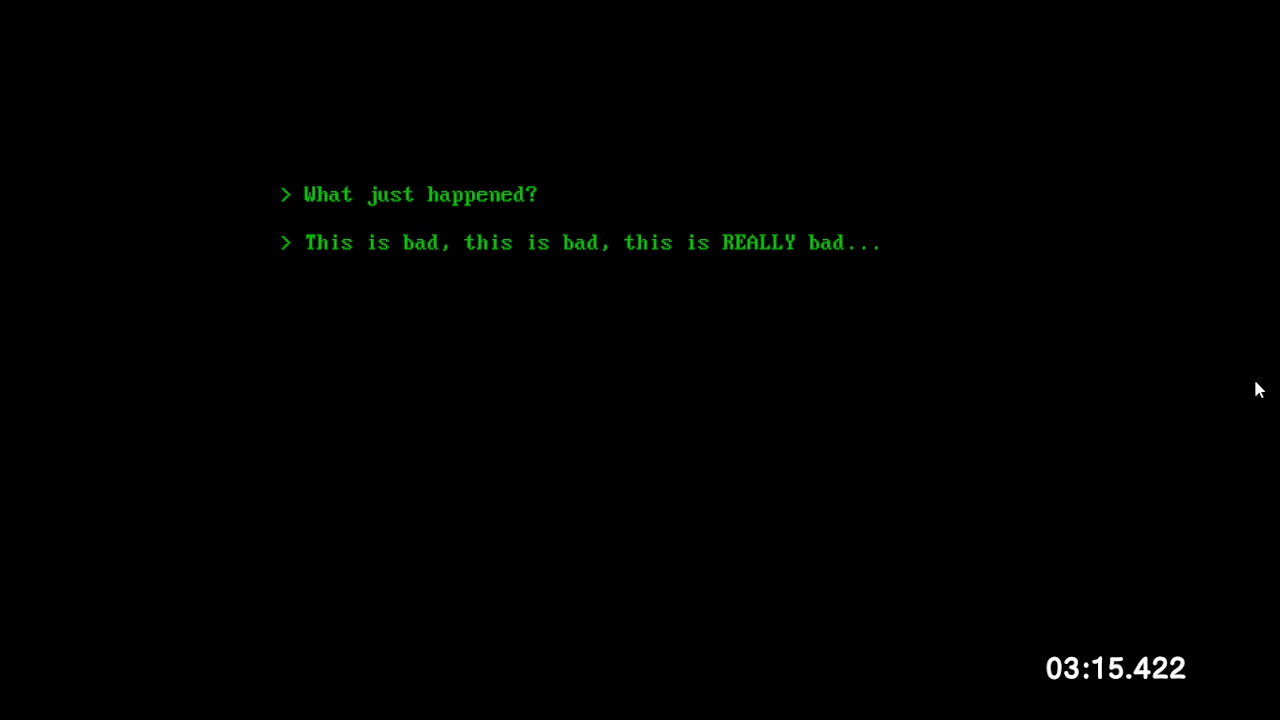 > What just happened?
> This is bad, this is bad, this is REALLY bad...
03:15.422